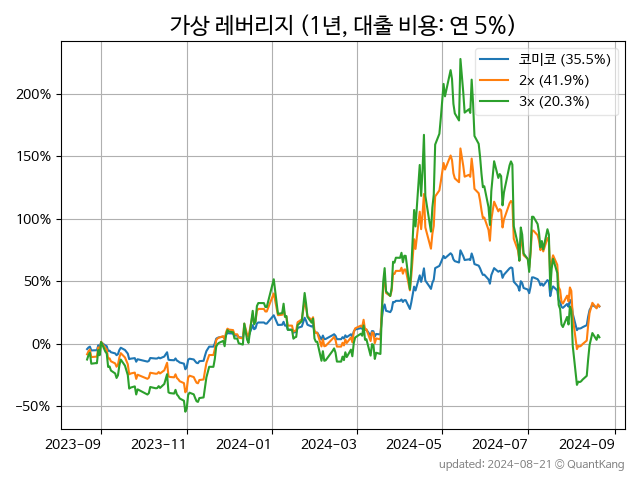 가상 레버리지 (1년, 대출 비용: 연 5%)
코미코 (35.5%)
2x (41.9%)
3x (20.3%)
200%
150%
100%
50%
0%
−50%
2023-09
2023-11
2024-01
2024-03
2024-05
2024-07
2024-09
updated: 2024-08-21 © QuantKang